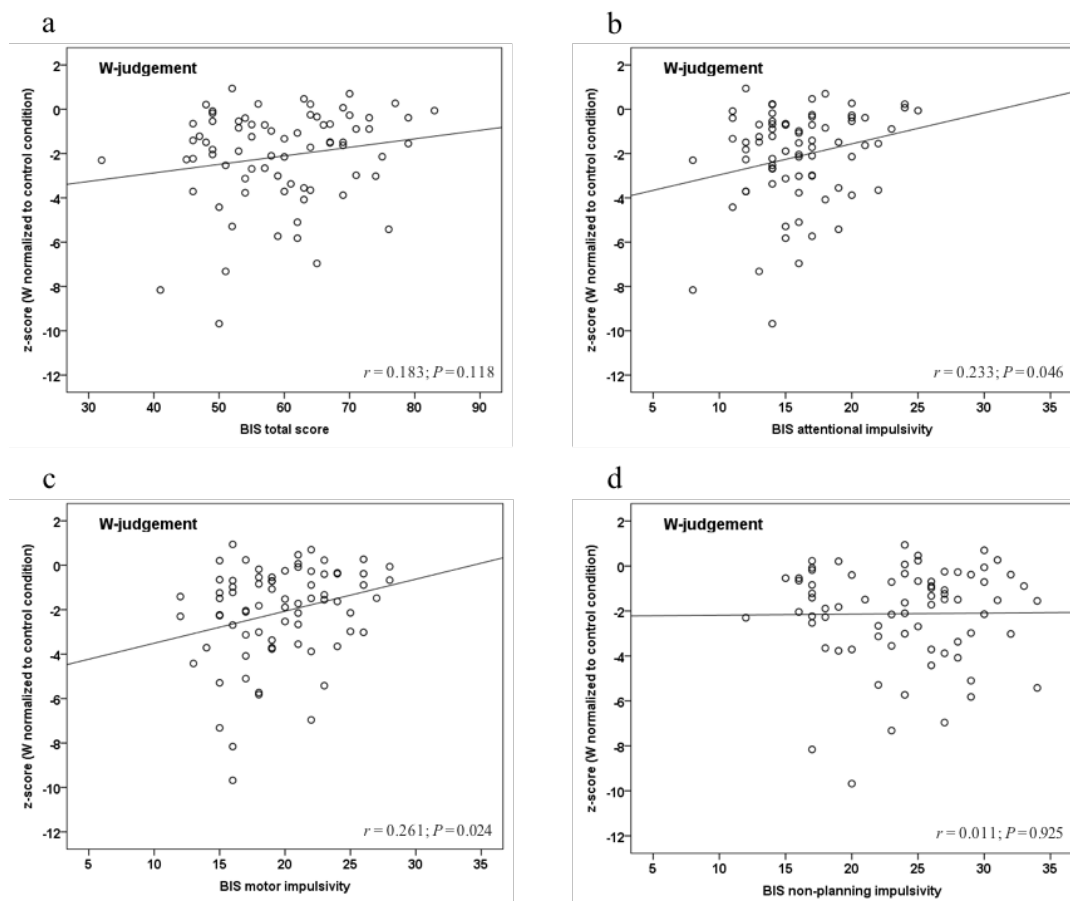 a
W-judgement
z-score (W normalized to control condition)
2
0
-2
-4
-6
-8
-10
-12
r = 0.183; P = 0.118
30 40 50 60 70 80 90
BIS total score
b
W-judgement
z-score (W normalized to control condition)
2
0
-2
-4
-6
-8
-10
-12
r = 0.233; P = 0.046
5 10 15 20 25 30 35
BIS attentional impulsivity
c
W-judgement
z-score (W normalized to control condition)
2
0
-2
-4
-6
-8
-10
-12
r = 0.261; P = 0.024
5 10 15 20 25 30 35
BIS motor impulsivity
d
W-judgement
z-score (W normalized to control condition)
2
0
-2
-4
-6
-8
-10
-12
r = 0.011; P = 0.925
5 10 15 20 25 30 35
BIS non-planning impulsivity